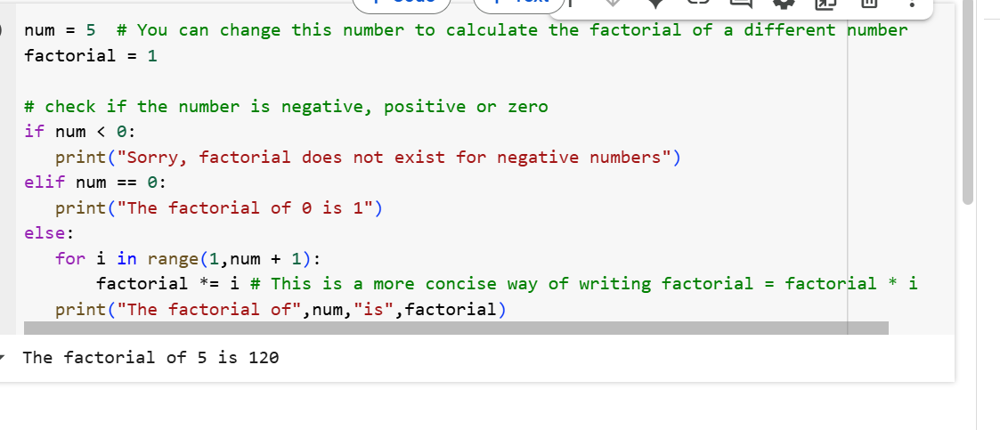 num = 5  # You can change this number to calculate the factorial of a different number
factorial = 1

# check if the number is negative, positive or zero
if num < 0:
   print("Sorry, factorial does not exist for negative numbers")
elif num == 0:
   print("The factorial of 0 is 1")
else:
   for i in range(1,num + 1):
       factorial *= i # This is a more concise way of writing factorial = factorial * i
   print("The factorial of",num,"is",factorial)
The factorial of 5 is 120